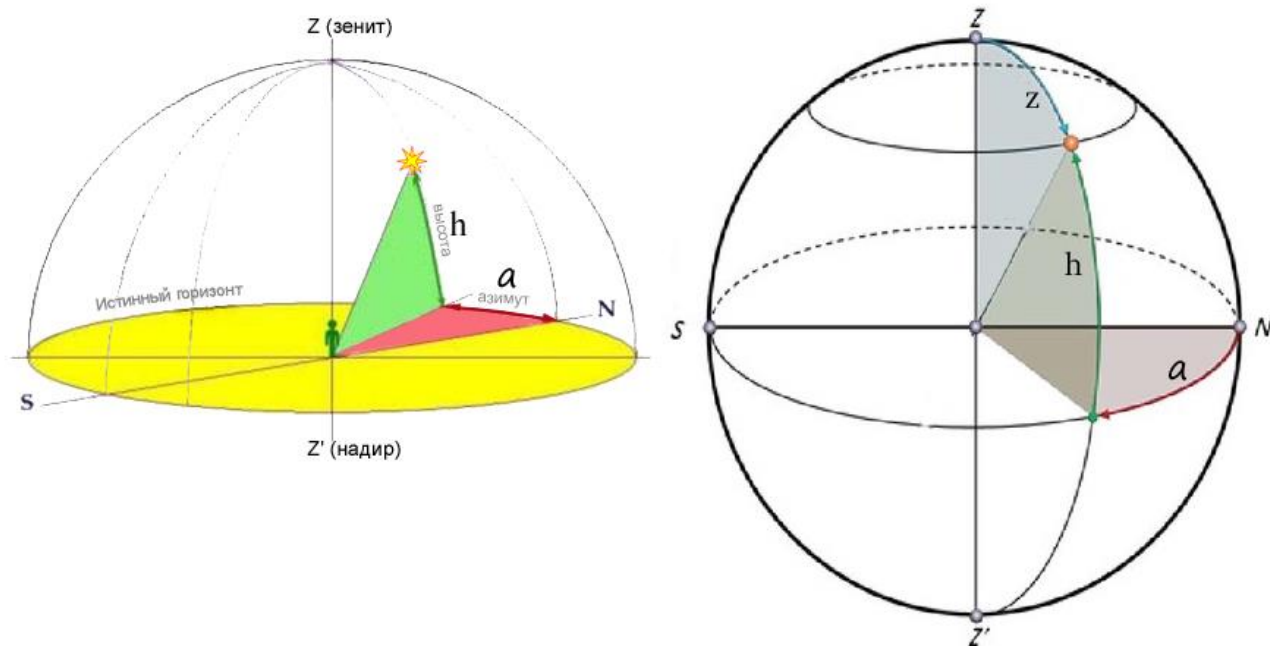 Z (зенит)
h
высота
a
азимут
Истинный горизонт
N
S
Z' (надир)
Z
z
h
S
N
a
Z'